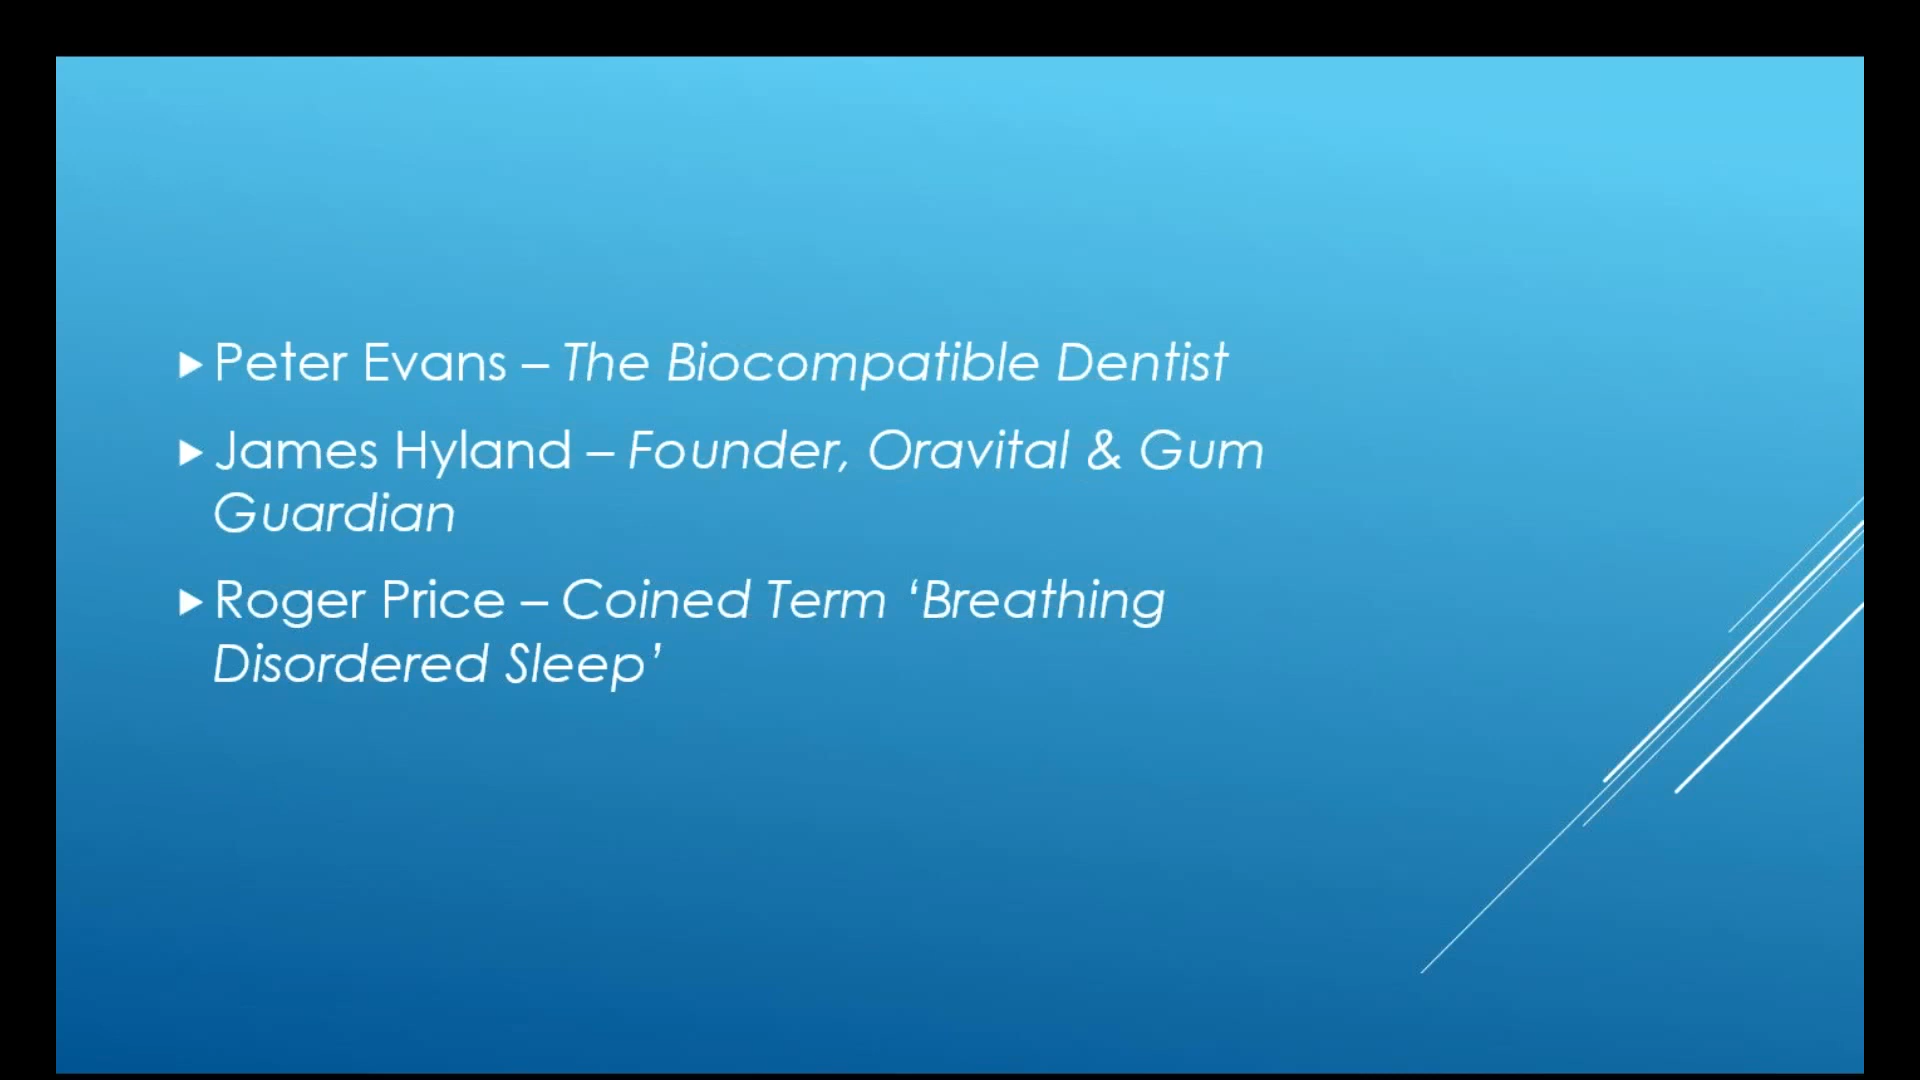 Peter Evans – The Biocompatible Dentist
James Hyland – Founder, Oravital & Gum
Guardian
Roger Price – Coined Term ‘Breathing
Disordered Sleep’